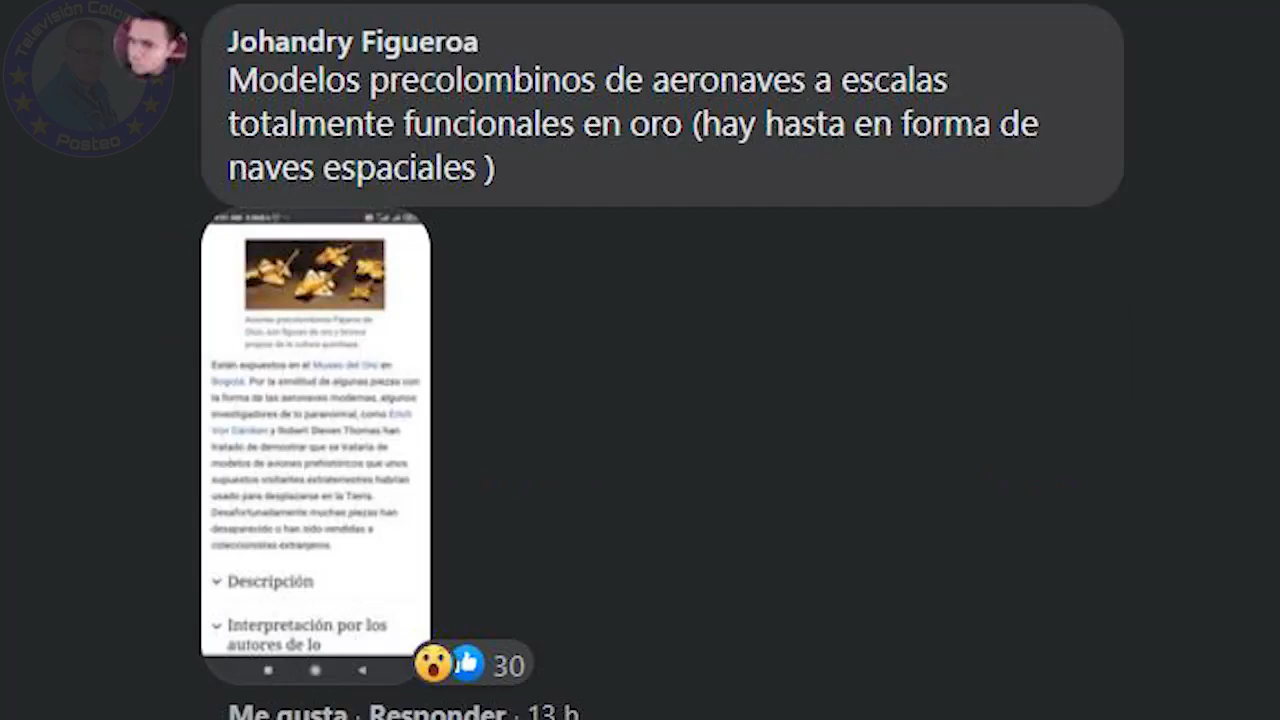 Televisión Colom
Posteo
Johandry Figueroa
Modelos precolombinos de aeronaves a escalas
totalmente funcionales en oro (hay hasta en forma de
naves espaciales )
Están expuestos en el Museo del Oro en
Bogotá. Por la similitud de algunas piezas con
la forma de las aeronaves modernas, algunos
investigadores de lo paranormal, como Erich
Von Däniken y Robert Steven Thomas han
tratado de demostrar que se trataría de
modelos de aviones prehistóricos que unos
supuestos visitantes extraterrestres habrían
usado para desplazarse en la Tierra.
Desafortunadamente muchas piezas han
desaparecido o han sido vendidas a
coleccionistas extranjeros
Descripción
Interpretación por los
autores de lo
30
Me gusta · Responder · 13 h